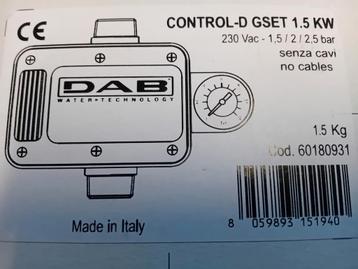 CE
CONTROL-D GSET 1.5 KW
230 Vac - 1,5 / 2 / 2,5 bar
senza cavi
no cables
DAB
WATER • TECHNOLOGY
1.5 Kg
Cod. 60180931
Made in Italy
8 059893 151940